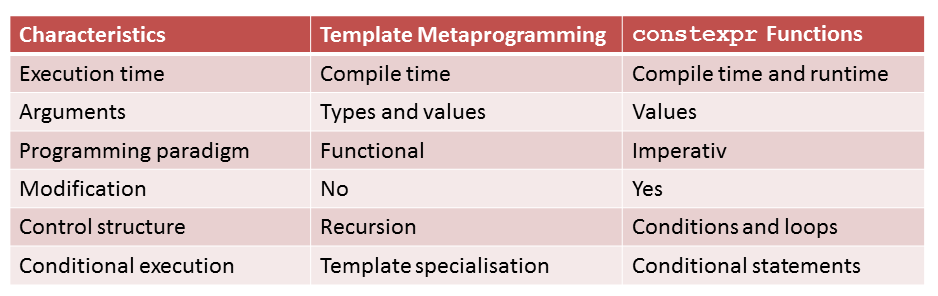 Characteristics Template Metaprogramming constexpr Functions
Execution time Compile time Compile time and runtime
Arguments Types and values Values
Programming paradigm Functional Imperativ
Modification No Yes
Control structure Recursion Conditions and loops
Conditional execution Template specialisation Conditional statements